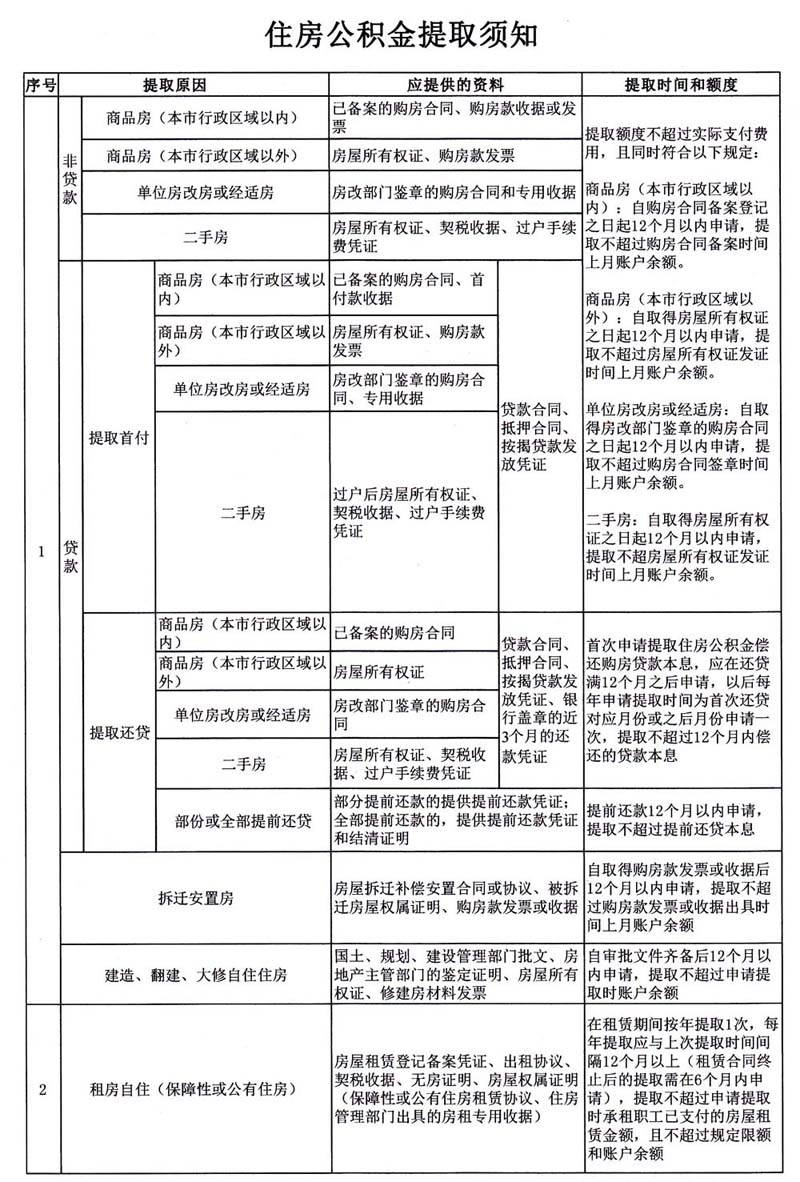 住房公积金提取须知
序号
提取原因
应提供的资料
提取时间和额度
1
非
贷
款
商品房（本市行政区域以内）
已备案的购房合同、购房款收据或发
票
商品房（本市行政区域以外）
房屋所有权证、购房款发票
单位房改房或经适房
房改部门鉴章的购房合同和专用收据
二手房
房屋所有权证、契税收据、过户手续
费凭证
提取额度不超过实际支付费
用，且同时符合以下规定：
商品房（本市行政区域以
内）：自购房合同备案登记
之日起12个月以内申请，提
取不超过购房合同备案时间
上月账户余额。
商品房（本市行政区域以
外）：自取得房屋所有权证
之日起12个月以内申请，提
取不超过房屋所有权证发证
时间上月账户余额。
单位房改房或经适房：自取
得房改部门鉴章的购房合同
之日起12个月以内申请，提
取不超过购房合同签章时间
上月账户余额。
二手房：自取得房屋所有权
证之日起12个月以内申请，
提取不超房屋所有权证发证
时间上月账户余额。
贷
款
提取首付
商品房（本市行政区域以
内）
已备案的购房合同、首
付款收据
商品房（本市行政区域以
外）
房屋所有权证、购房款
发票
单位房改房或经适房
房改部门鉴章的购房合
同、专用收据
二手房
过户后房屋所有权证、
契税收据、过户手续费
凭证
贷款合同、
抵押合同、
按揭贷款发
放凭证
提取还贷
商品房（本市行政区域以
内）
已备案的购房合同
商品房（本市行政区域以
外）
房屋所有权证
单位房改房或经适房
房改部门鉴章的购房合
同
二手房
房屋所有权证、契税收
据、过户手续费凭证
贷款合同、
抵押合同、
按揭贷款发
放凭证、银
行盖章的近
3个月的还
款凭证
首次申请提取住房公积金偿
还购房贷款本息，应在还贷
满12个月之后申请，以后每
年申请提取时间为首次还贷
对应月份或之后月份申请一
次，提取不超过12个月内偿
还的贷款本息
部份或全部提前还贷
部分提前还款的提供提前还款凭证；
全部提前还款的，提供提前还款凭证
和结清证明
提前还款12个月以内申请，
提取不超过提前还贷本息
拆迁安置房
房屋拆迁补偿安置合同或协议、被拆
迁房屋权属证明、购房款发票或收据
自取得购房款发票或收据后
12个月以内申请，提取不超
过购房款发票或收据出具时
间上月账户余额
建造、翻建、大修自住住房
国土、规划、建设管理部门批文、房
地产主管部门的鉴定证明、房屋所有
权证、修建房材料发票
自审批文件齐备后12个月以
内申请，提取不超过申请提
取时账户余额
2
租房自住（保障性或公有住房）
房屋租赁登记备案凭证、出租协议、
契税收据、无房证明、房屋权属证明
（保障性或公有住房租赁协议、住房
管理部门出具的房租专用收据）
在租赁期间按年提取1次，每
年提取应与上次提取时间间
隔12个月以上（租赁合同终
止后的提取需在6个月内申
请），提取不超过申请提取
时承租职工已支付的房屋租
赁金额，且不超过规定限额
和账户余额